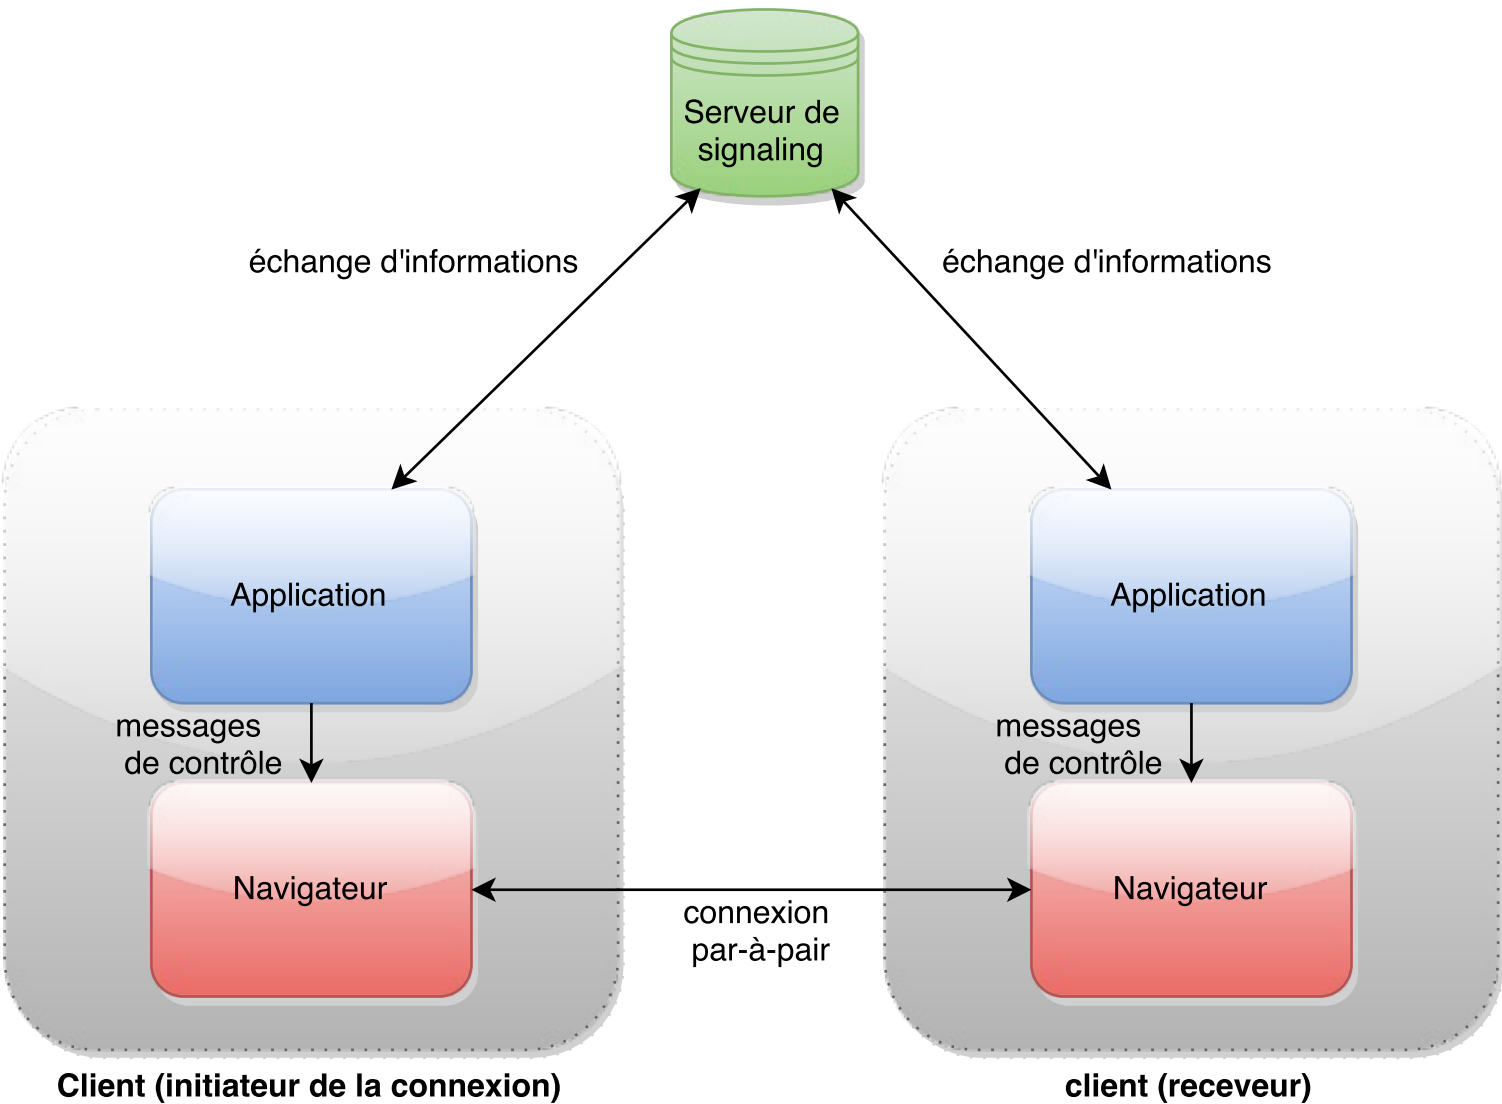 Serveur de
signaling
échange d'informations
échange d'informations
Application
Application
messages
de contrôle
messages
de contrôle
Navigateur
Navigateur
connexion
par-à-pair
Client (initiateur de la connexion)
client (receveur)